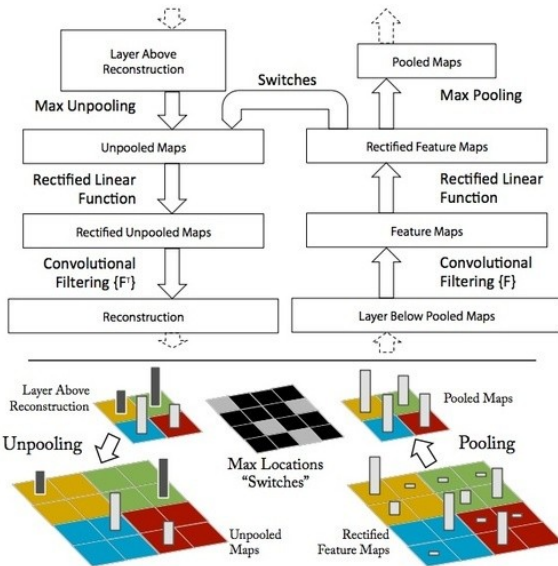 Layer Above
Reconstruction
Pooled Maps
Switches
Max Unpooling
Max Pooling
Unpooled Maps
Rectified Feature Maps
Rectified Linear
Function
Rectified Linear
Function
Rectified Unpooled Maps
Feature Maps
Convolutional
Filtering {Fᵀ}
Convolutional
Filtering {F}
Reconstruction
Layer Below Pooled Maps
Layer Above
Reconstruction
Pooled Maps
Unpooling
Max Locations
“Switches”
Pooling
Unpooled
Maps
Rectified
Feature Maps